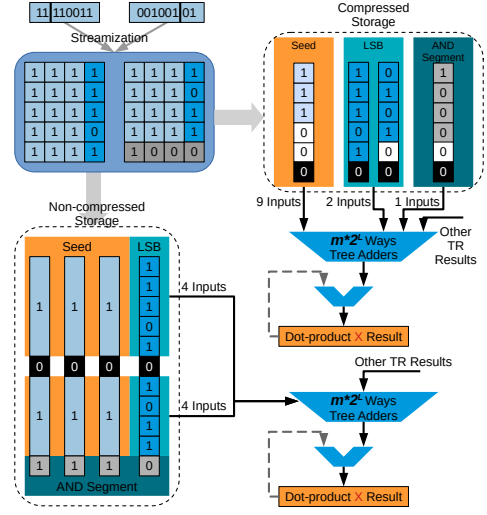 11 110011 001001 01
Streamization
1 1 1 1 1 1 1 1
1 1 1 1 1 1 1 0
1 1 1 1 1 1 1 1
1 1 1 0 1 1 1 1
1 1 1 1 1 0 0 0
Compressed
Storage
Seed
LSB
AND
Segment
1 1 0 1
1 1 1 0
1 0 0 0
0 0 1 0
0 1 0 0
0 0 0 0
9 Inputs
2 Inputs
1 Inputs
Other
TR
Results
m*2^L Ways
Tree Adders
Dot-product X Result
Non-compressed
Storage
Seed
LSB
1
1
1
0
1
1 1 1
0 0 0 0
1
0
1
1
1 1 1
1 1 1 0
AND Segment
4 Inputs
4 Inputs
Other TR Results
m*2^L Ways
Tree Adders
Dot-product X Result